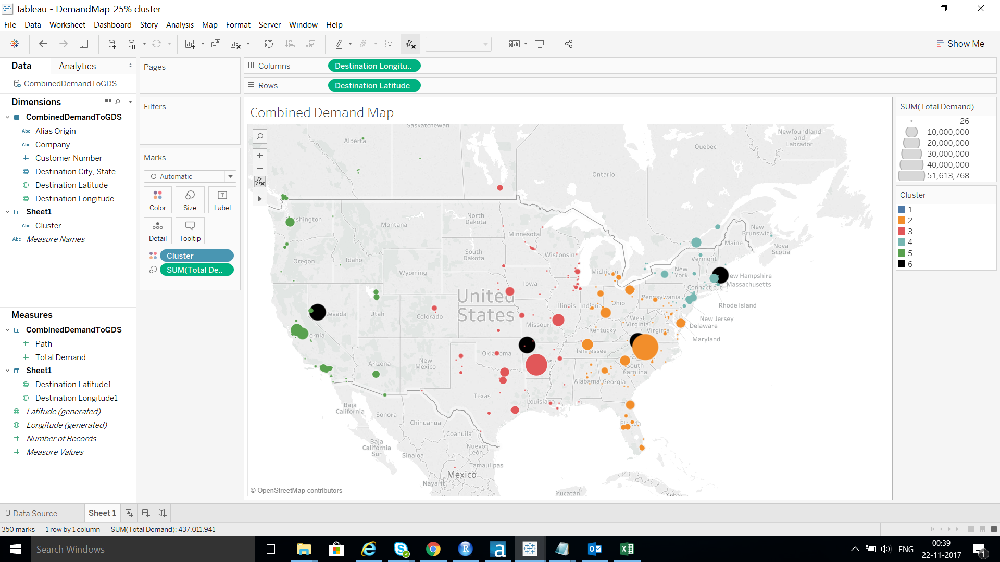 Tableau - DemandMap_25% cluster
File Data Worksheet Dashboard Story Analysis Map Format Server Window Help
Show Me
Data
Analytics
CombinedDemandToGDS...
Dimensions
CombinedDemandToGDS
Abc Alias Origin
Abc Company
# Customer Number
Destination City, State
Destination Latitude
Destination Longitude
Sheet1
Abc Cluster
Abc Measure Names
Measures
CombinedDemandToGDS
# Path
# Total Demand
Sheet1
Destination Latitude1
Destination Longitude1
Latitude (generated)
Longitude (generated)
=# Number of Records
# Measure Values
Pages
Filters
Marks
Automatic
Color
Size
Label
Detail
Tooltip
Cluster
SUM(Total De..
Columns
Destination Longitu..
Rows
Destination Latitude
Combined Demand Map
Saskatchewan
Alberta
Newfoundland
and
Labrador
Quebec
Ontario
shington
Montana
North
Dakota
Minnesota
New
Brunswick
Maine
Nova
Scotia
Oregon
Idaho
South
Dakota
Wisconsin
Vermont
Wyoming
Michigan
New
York
ew Hampshire
Massachusetts
Connecticut
Iowa
United
States
Illinois
Indiana
Ohio
Pennsylvania
Rhode Island
Nevada
Utah
Colorado
New Jersey
Delaware
Maryland
West
Virginia
Virginia
Missouri
Kentucky
ornia
Arizona
New
Mexico
Oklahoma
Tennessee
as
South
Carolina
Alabama
Georgia
Texas
Louisiana
Florida
Baja
California
Sonora
Chihuahua
Coahuila
Baja
California
Sur
Sinaloa
Nuevo
León
Tamaulipas
Mexico
Nayarit
Yucatán
Cuba
© OpenStreetMap contributors
SUM(Total Demand)
26
10,000,000
20,000,000
30,000,000
40,000,000
51,613,768
Cluster
1
2
3
4
5
6
Data Source
Sheet 1
350 marks 1 row by 1 column SUM(Total Demand): 437,011,941
Search Windows
ENG
00:39
22-11-2017
1